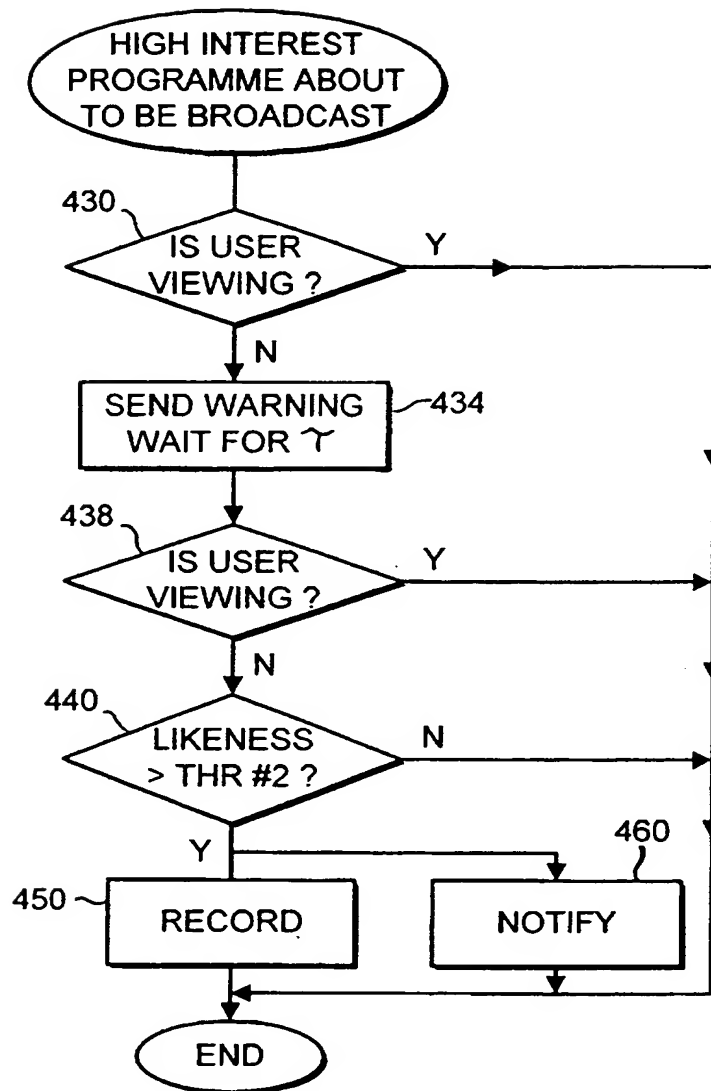 HIGH INTEREST
PROGRAMME ABOUT
TO BE BROADCAST
430
IS USER
VIEWING ?
Y
N
SEND WARNING
WAIT FOR τ
434
438
IS USER
VIEWING ?
Y
N
440
LIKENESS
> THR #2 ?
N
Y
460
450
RECORD
NOTIFY
END